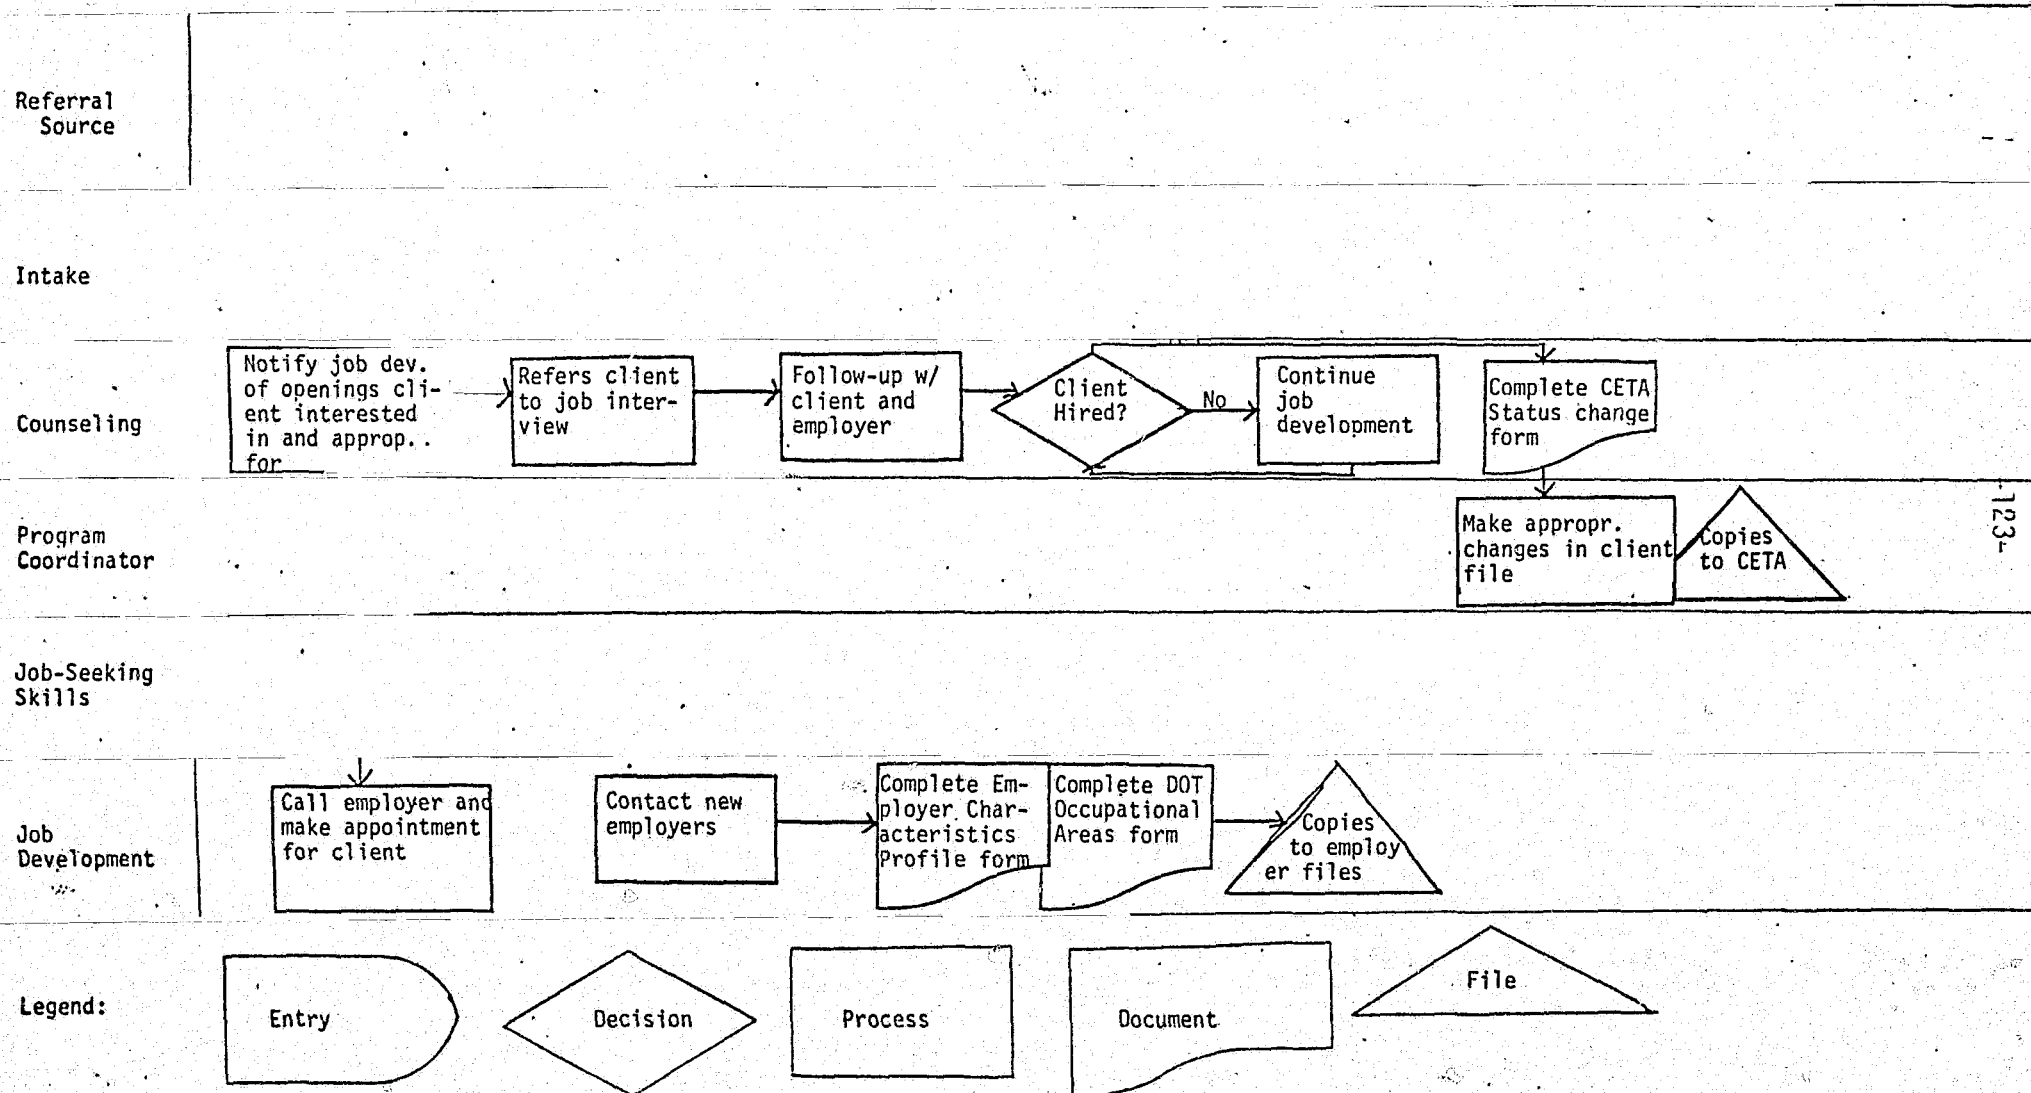 Referral
Source
Intake
Counseling
Notify job dev.
of openings cli-
ent interested
in and approp..
for
Refers client
to job inter-
view
Follow-up w/
client and
employer
Client
Hired?
No
Continue
job
development
Complete CETA
Status change
form
Program
Coordinator
Make appropr.
changes in client
file
Copies
to CETA
-123-
Job-Seeking
Skills
Job
Development
Call employer and
make appointment
for client
Contact new
employers
Complete Em-
ployer Char-
acteristics
Profile form
Complete DOT
Occupational
Areas form
Copies
to employ
er files
Legend:
Entry
Decision
Process
Document
File